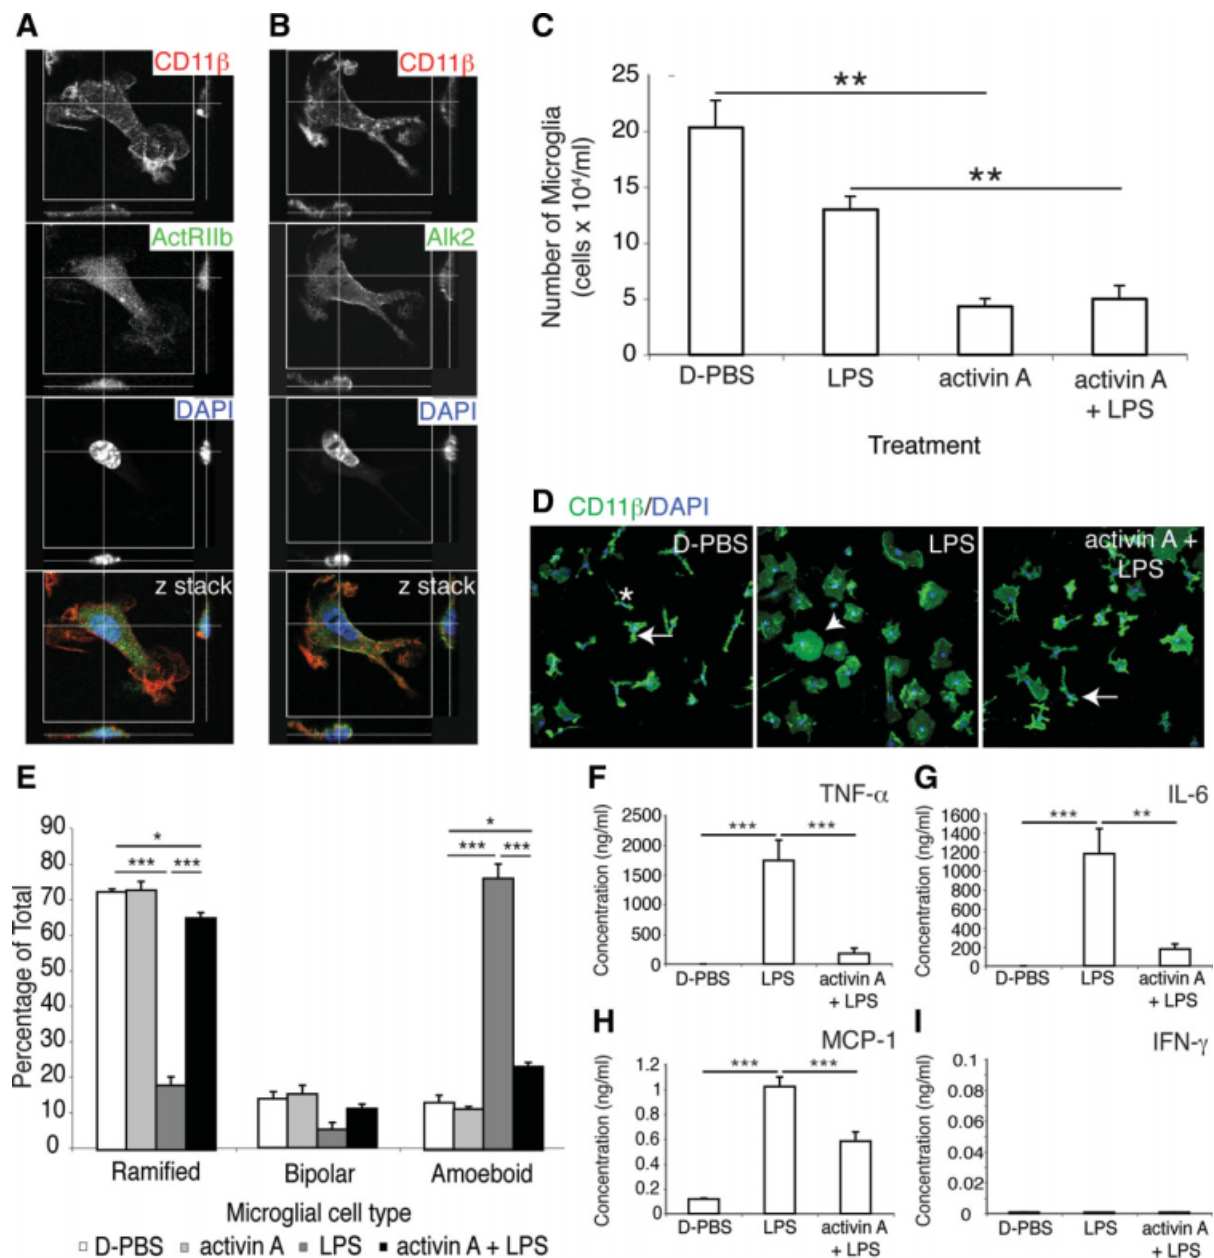 A
CD11β
ActRIIb
DAPI
z stack
B
CD11β
Alk2
DAPI
z stack
C
Number of Microglia
(cells x 10⁴/ml)
25
20
15
10
5
0
**
**
D-PBS LPS activin A activin A
+ LPS
Treatment
D CD11β/DAPI
D-PBS
*
LPS
activin A +
LPS
E
Percentage of Total
90
80
70
60
50
40
30
20
10
0
*
*** ***
*
*** ***
Ramified Bipolar Amoeboid
Microglial cell type
D-PBS activin A LPS activin A + LPS
F
TNF-α
Concentration (ng/ml)
2500
2000
1500
1000
500
0
*** ***
D-PBS LPS activin A
+ LPS
G
IL-6
Concentration (ng/ml)
1600
1400
1200
1000
800
600
400
200
0
*** **
D-PBS LPS activin A
+ LPS
H
MCP-1
Concentration (ng/ml)
1.2
1
0.8
0.6
0.4
0.2
0
*** ***
D-PBS LPS activin A
+ LPS
I
IFN-γ
Concentration (ng/ml)
0.1
0.08
0.06
0.04
0.02
0
D-PBS LPS activin A
+ LPS